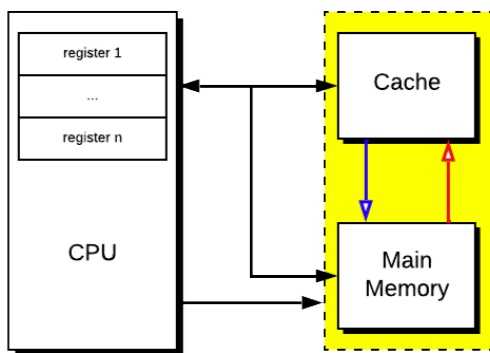 register 1
...
register n
CPU
Cache
Main
Memory